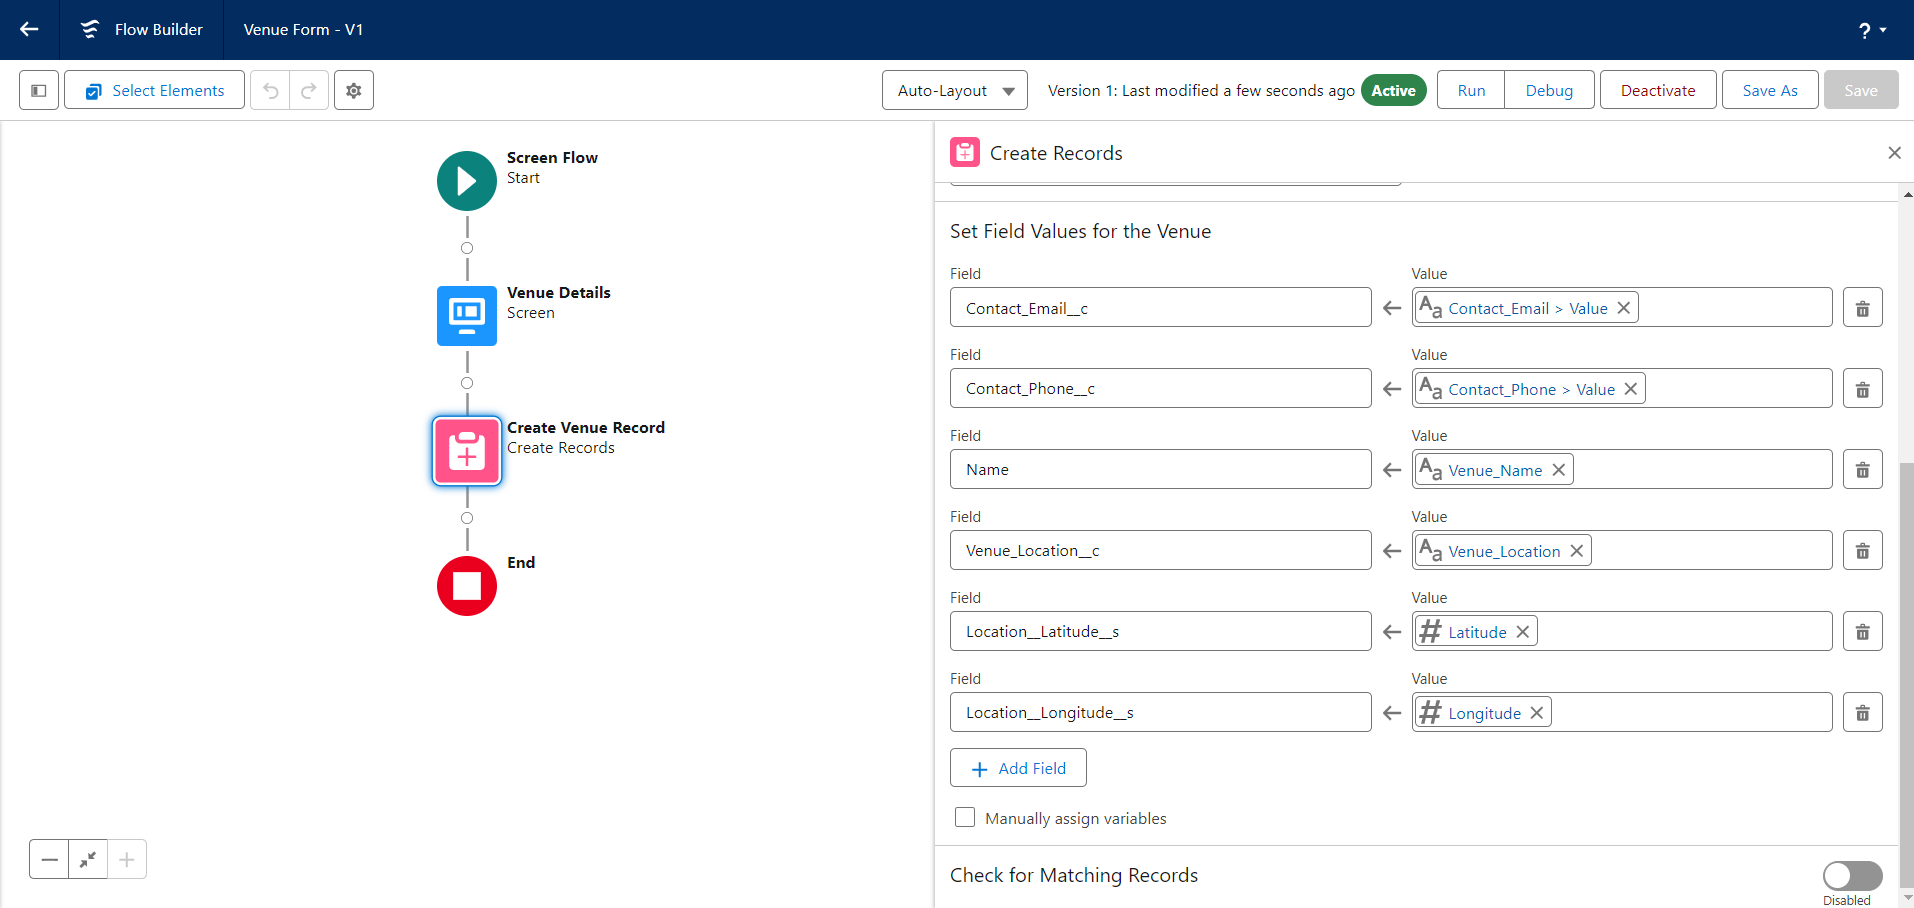 Flow Builder
Venue Form - V1
?
Select Elements
Auto-Layout
Version 1: Last modified a few seconds ago
Active
Run
Debug
Deactivate
Save As
Save
Screen Flow
Start
Venue Details
Screen
Create Venue Record
Create Records
End
Create Records
Set Field Values for the Venue
Field
Value
Contact_Email__c
Aa Contact_Email > Value
Field
Value
Contact_Phone__c
Aa Contact_Phone > Value
Field
Value
Name
Aa Venue_Name
Field
Value
Venue_Location__c
Aa Venue_Location
Field
Value
Location__Latitude__s
# Latitude
Field
Value
Location__Longitude__s
# Longitude
+ Add Field
Manually assign variables
Check for Matching Records
Disabled